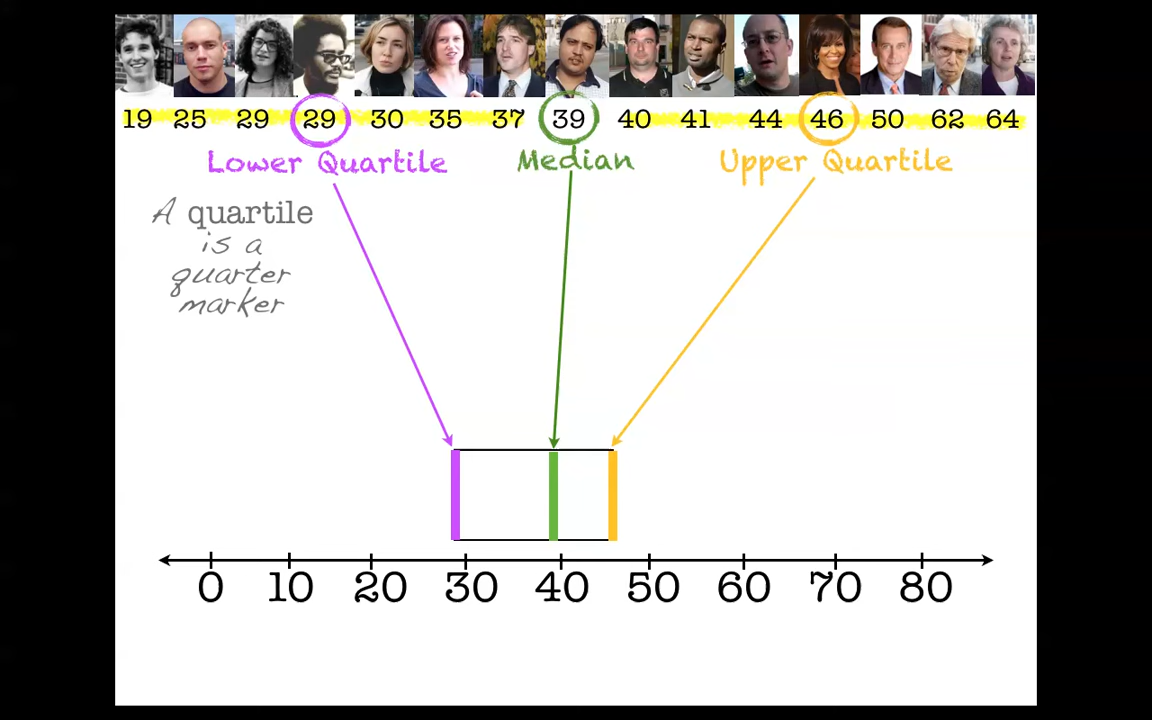 19 25 29 29 30 35 37 39 40 41 44 46 50 62 64
Lower Quartile Median Upper Quartile
A quartile
is a
quarter
marker
0 10 20 30 40 50 60 70 80